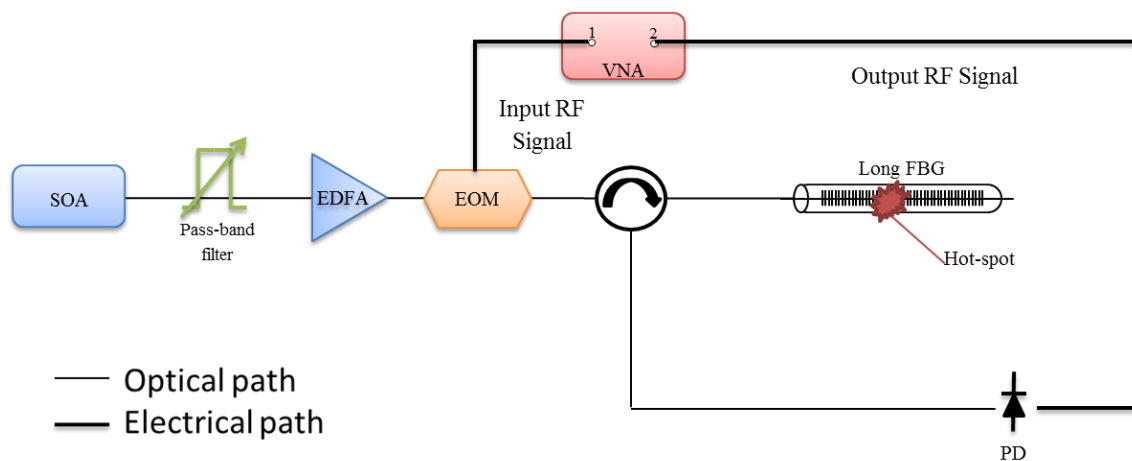 1
2
VNA
Output RF Signal
Input RF
Signal
Long FBG
SOA
EDFA
EOM
Pass-band
filter
Hot-spot
Optical path
Electrical path
PD